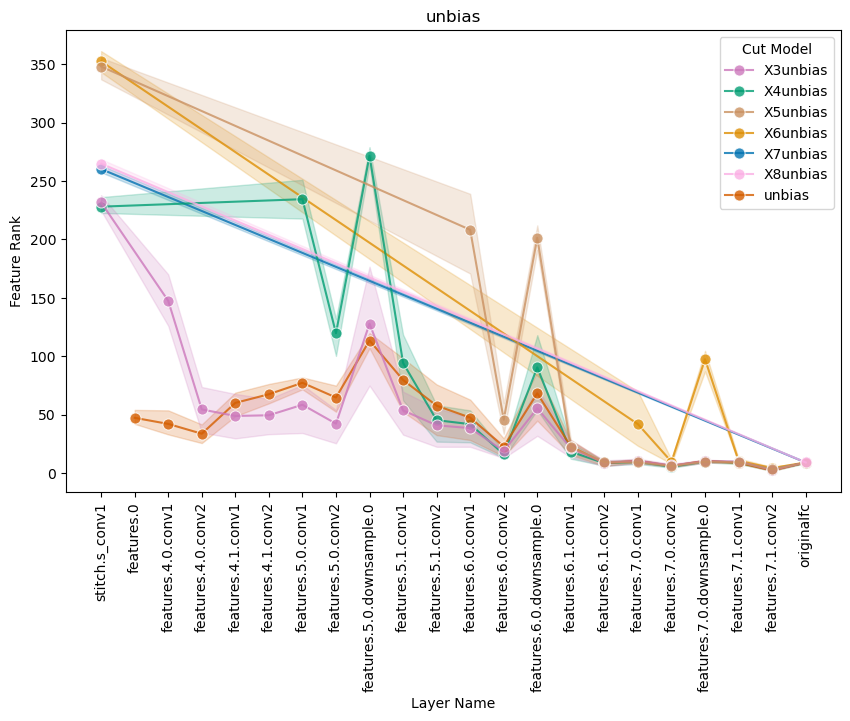 unbias
Feature Rank
350
300
250
200
150
100
50
0
Cut Model
X3unbias
X4unbias
X5unbias
X6unbias
X7unbias
X8unbias
unbias
stitch.s_conv1
features.0
features.4.0.conv1
features.4.0.conv2
features.4.1.conv1
features.4.1.conv2
features.5.0.conv1
features.5.0.conv2
features.5.0.downsample.0
features.5.1.conv1
features.5.1.conv2
features.6.0.conv1
features.6.0.conv2
features.6.0.downsample.0
features.6.1.conv1
features.6.1.conv2
features.7.0.conv1
features.7.0.conv2
features.7.0.downsample.0
features.7.1.conv1
features.7.1.conv2
originalfc
Layer Name